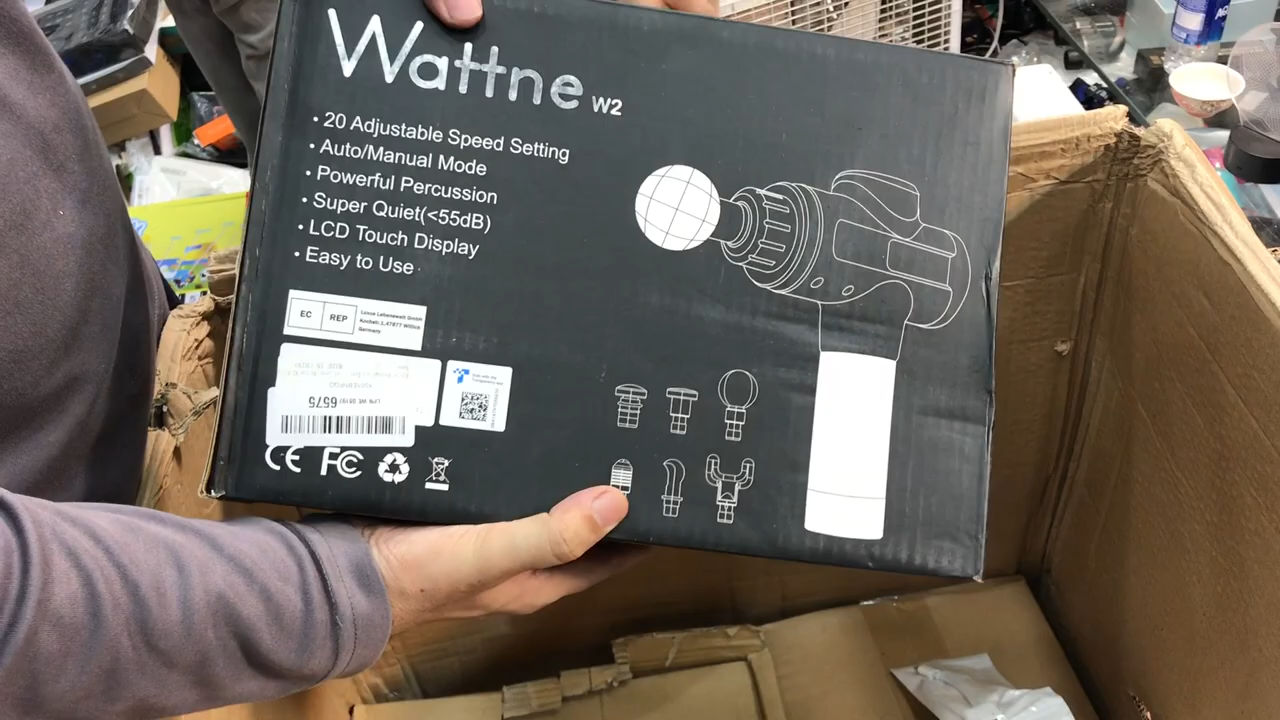 Wattne W2
• 20 Adjustable Speed Setting
• Auto/Manual Mode
• Powerful Percussion
• Super Quiet(<55dB)
• LCD Touch Display
• Easy to Use
EC REP
Germany
6575
CE FC